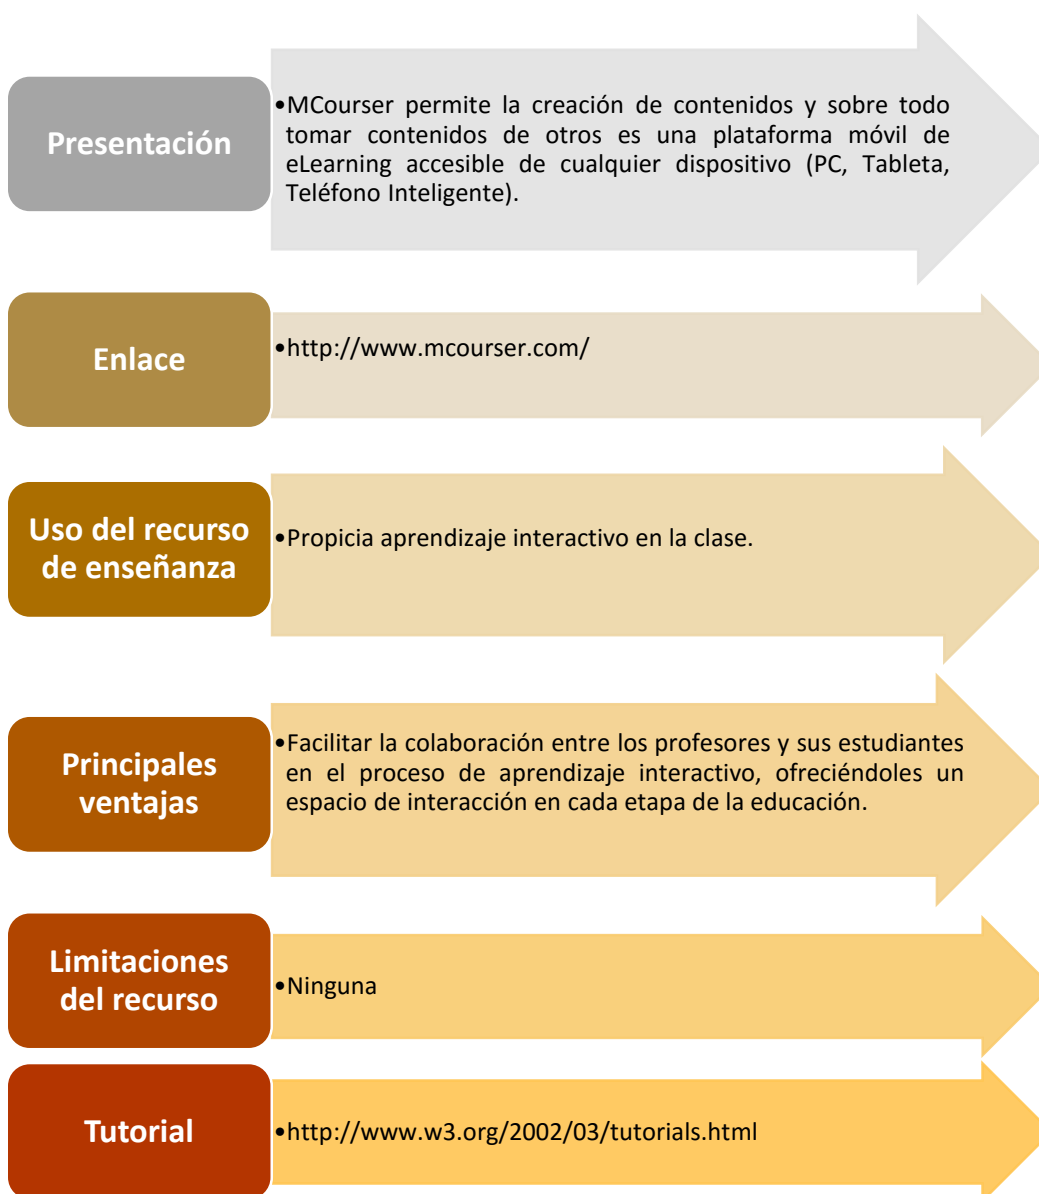 Presentación
•MCourser permite la creación de contenidos y sobre todo
tomar contenidos de otros es una plataforma móvil de
eLearning accesible de cualquier dispositivo (PC, Tableta,
Teléfono Inteligente).
Enlace
•http://www.mcourser.com/
Uso del recurso
de enseñanza
•Propicia aprendizaje interactivo en la clase.
Principales
ventajas
•Facilitar la colaboración entre los profesores y sus estudiantes
en el proceso de aprendizaje interactivo, ofreciéndoles un
espacio de interacción en cada etapa de la educación.
Limitaciones
del recurso
•Ninguna
Tutorial
•http://www.w3.org/2002/03/tutorials.html